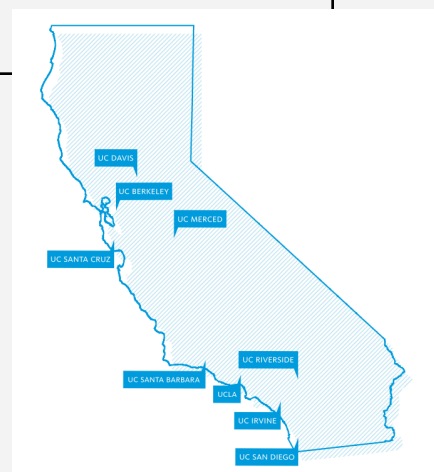 UC DAVIS
UC BERKELEY
UC MERCED
UC SANTA CRUZ
UC RIVERSIDE
UC SANTA BARBARA
UCLA
UC IRVINE
UC SAN DIEGO